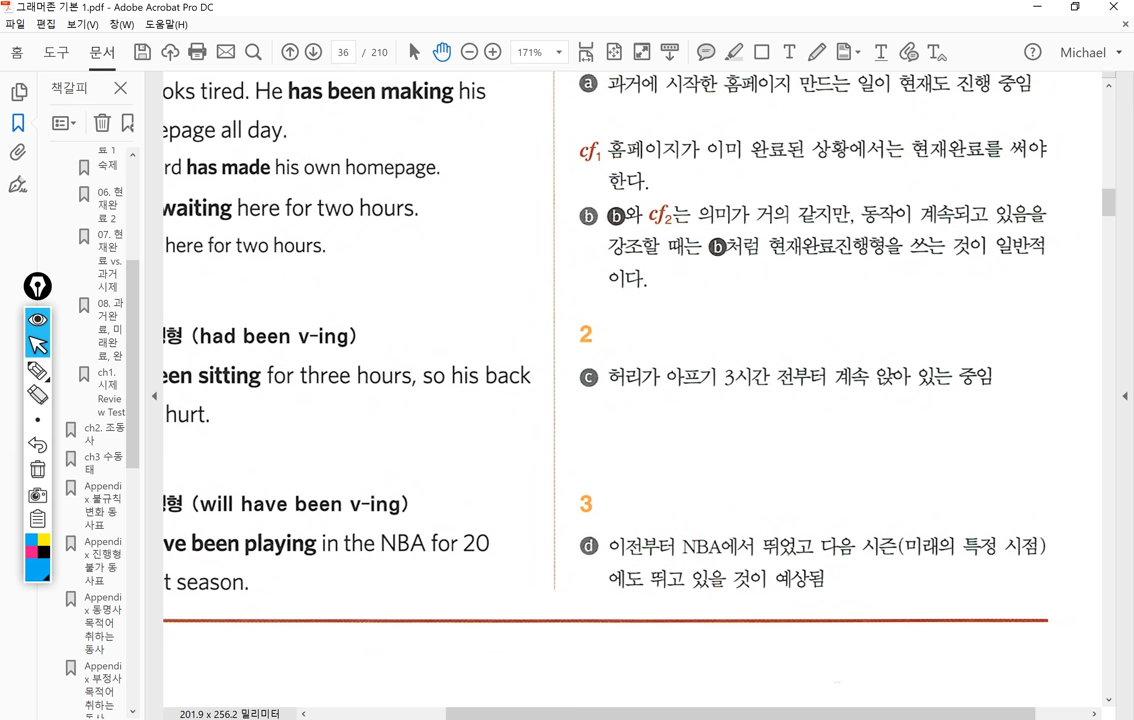 그래머존 기본 1.pdf - Adobe Acrobat Pro DC
파일 편집 보기(V) 창(W) 도움말(H)
홈 도구 문서 36 / 210 171% Michael
책갈피
료 1
숙제
06. 현
재완
료 2
07. 현
재완
료 vs.
과거
시제
08. 과
거완
료, 미
래완
료, 완
ch1.
시제
Revie
w Test
ch2. 조동
사
ch3 수동
태
Appendi
x 불규칙
변화 동
사표
Appendi
x 진행형
불가 동
사표
Appendi
x 동명사
목적어
취하는
동사
Appendi
x 부정사
목적어
취하는
oks tired. He has been making his
epage all day.
rd has made his own homepage.
waiting here for two hours.
here for two hours.
형 (had been v-ing)
een sitting for three hours, so his back
hurt.
형 (will have been v-ing)
ve been playing in the NBA for 20
t season.
ⓐ 과거에 시작한 홈페이지 만드는 일이 현재도 진행 중임
cf1 홈페이지가 이미 완료된 상황에서는 현재완료를 써야
한다.
ⓑ ⓑ와 cf2는 의미가 거의 같지만, 동작이 계속되고 있음을
강조할 때는 ⓑ처럼 현재완료진행형을 쓰는 것이 일반적
이다.
2
ⓒ 허리가 아프기 3시간 전부터 계속 앉아 있는 중임
3
ⓓ 이전부터 NBA에서 뛰었고 다음 시즌(미래의 특정 시점)
에도 뛰고 있을 것이 예상됨
201.9 x 256.2 밀리미터